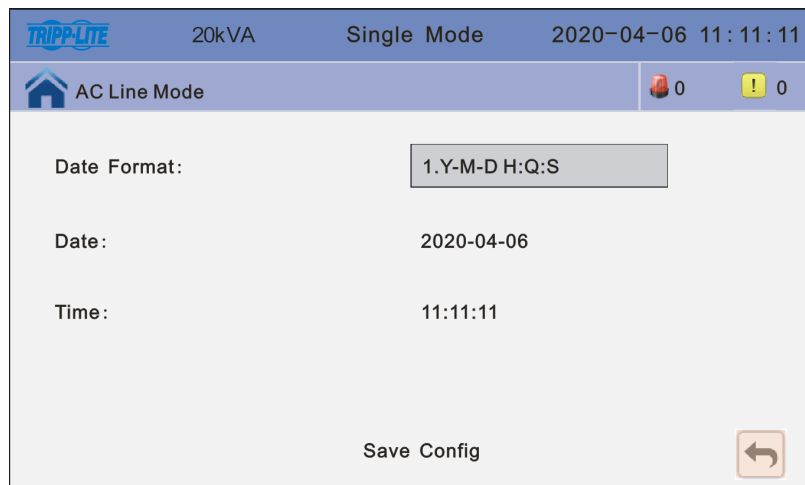 TRIPP·LITE 20kVA Single Mode 2020-04-06 11:11:11
AC Line Mode 0 ! 0
Date Format: 1.Y-M-D H:Q:S
Date: 2020-04-06
Time: 11:11:11
Save Config